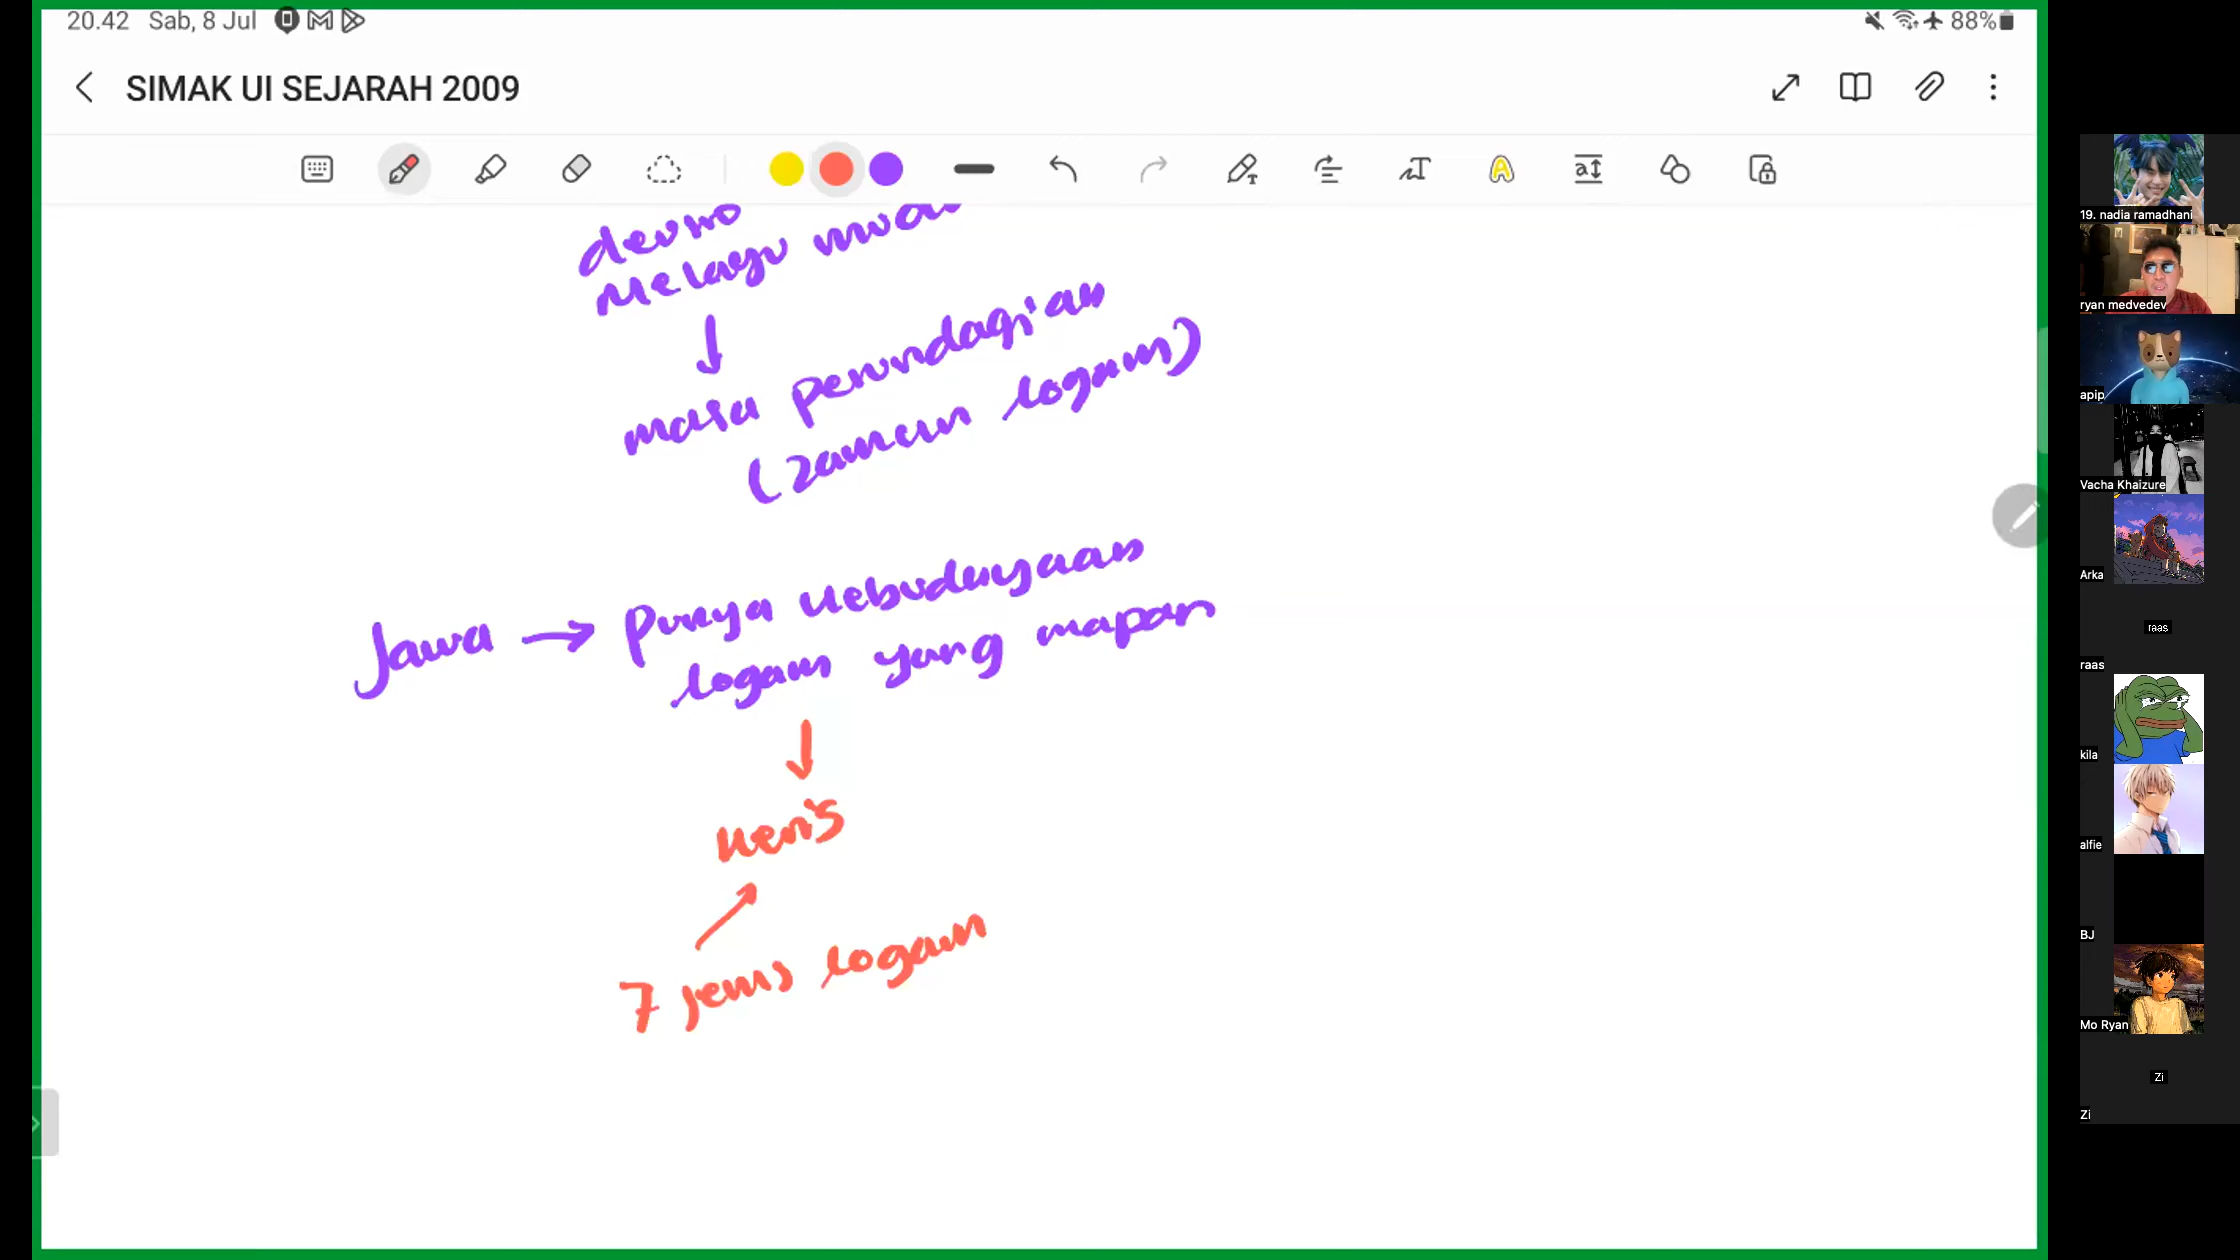 20.42 Sab, 8 Jul
88%
SIMAK UI SEJARAH 2009
deutro
Melayu muda
masa perundagian
(zaman logam)
Jawa → Punya kebudayaan
logam yang mapan
keris
7 jenis logam
19. nadia ramadhani
ryan medvedev
apip
Vacha Khaizure
Arka
raas
raas
kila
alfie
BJ
Mo Ryan
Zi
Zi